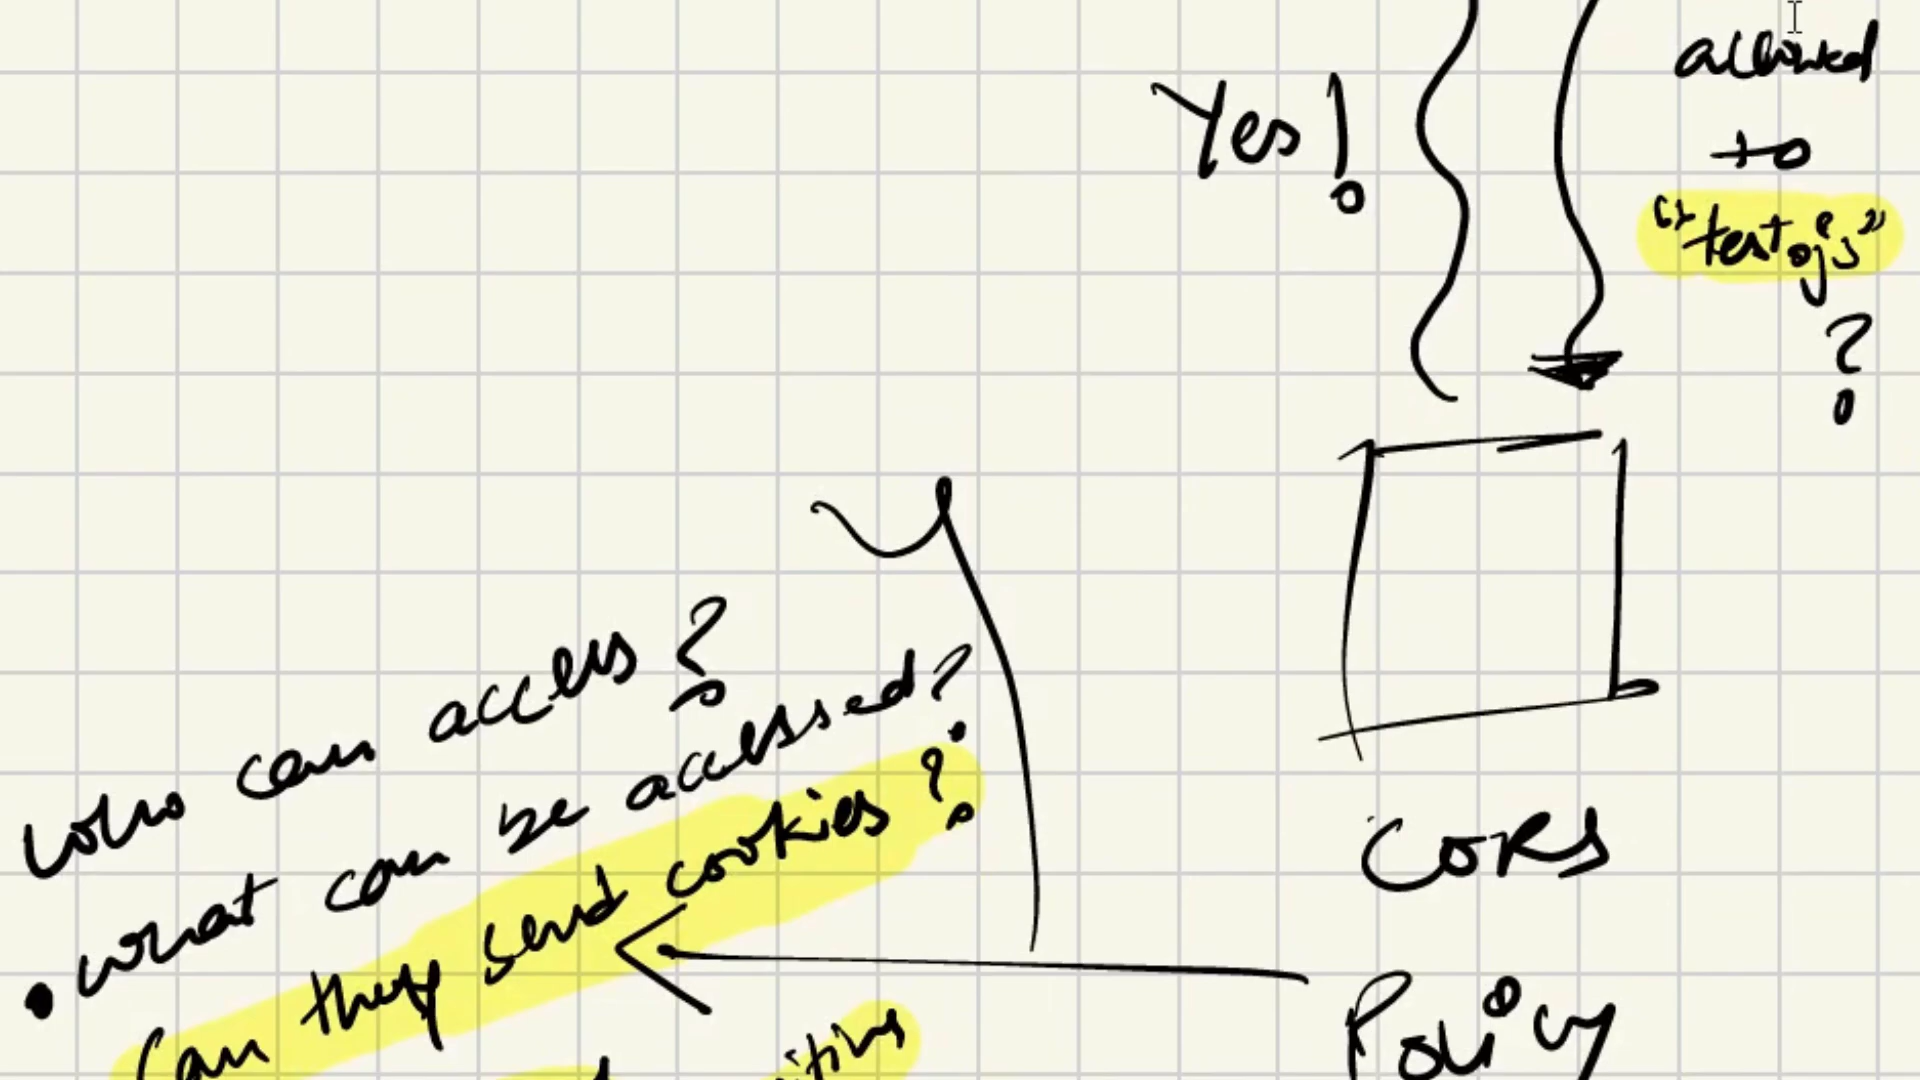 allowed
to
"test.js"
?
Yes!
who can access?
• what can be accessed?
Can they send cookies?
CORS
Policy